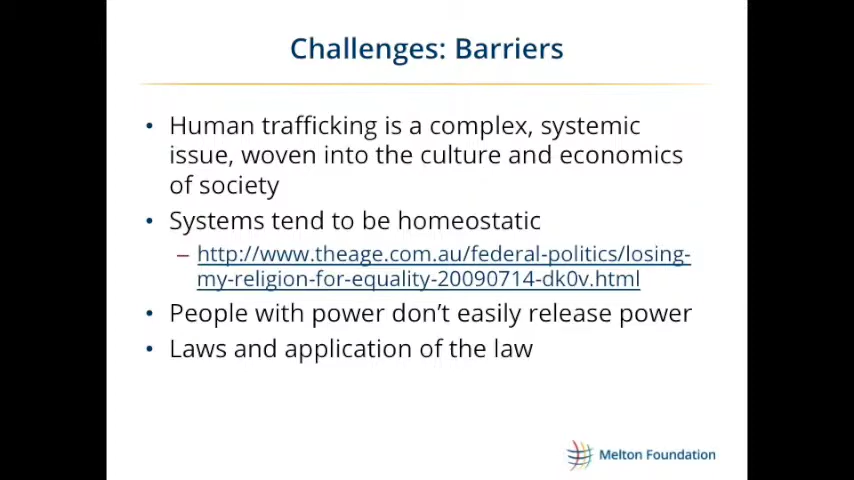 Challenges: Barriers
• Human trafficking is a complex, systemic
issue, woven into the culture and economics
of society
• Systems tend to be homeostatic
– http://www.theage.com.au/federal-politics/losing-
my-religion-for-equality-20090714-dk0v.html
• People with power don’t easily release power
• Laws and application of the law
Melton Foundation